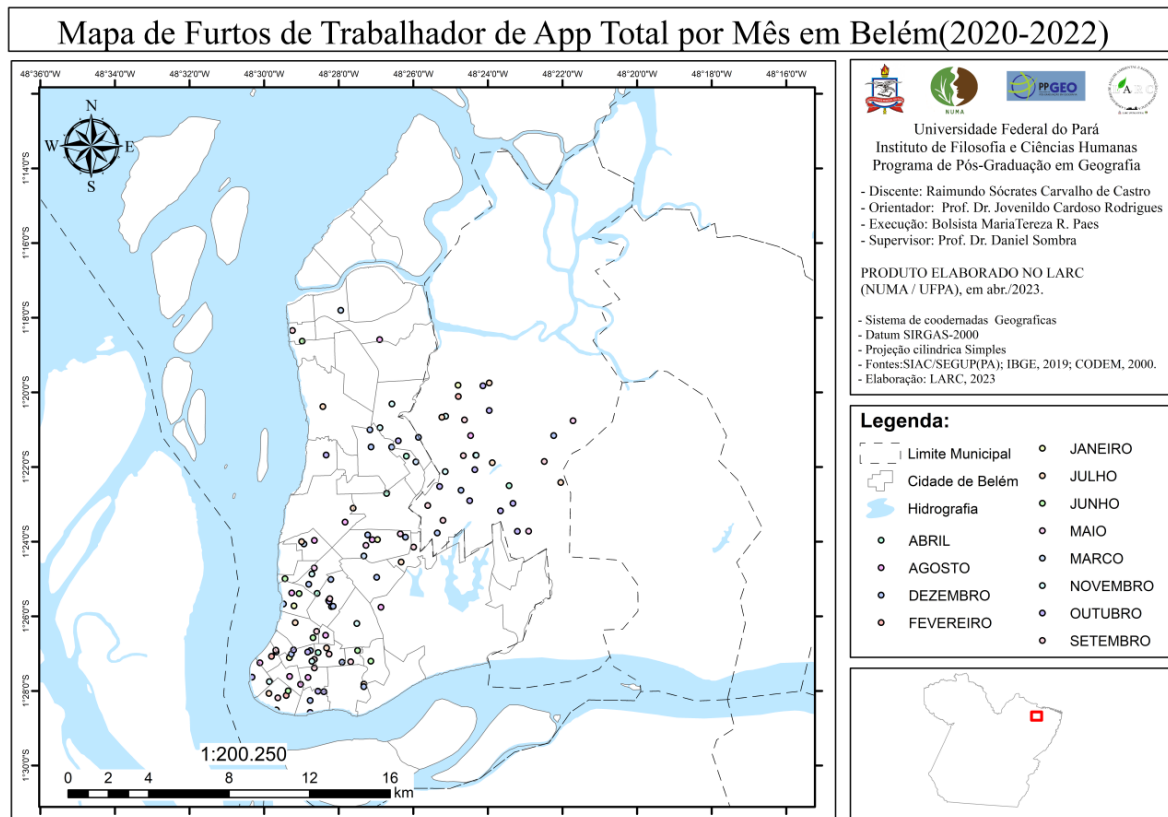 Mapa de Furtos de Trabalhador de App Total por Mês em Belém(2020-2022)
48°36'0"W 48°34'0"W 48°32'0"W 48°30'0"W 48°28'0"W 48°26'0"W 48°24'0"W 48°22'0"W 48°20'0"W 48°18'0"W 48°16'0"W
N
W E
S
1°14'0"S
1°16'0"S
1°18'0"S
1°20'0"S
1°22'0"S
1°24'0"S
1°26'0"S
1°28'0"S
1°30'0"S
1:200.250
0 2 4 8 12 16
km
NUMA
PPGEO
ARC
Universidade Federal do Pará
Instituto de Filosofia e Ciências Humanas
Programa de Pós-Graduação em Geografia
- Discente: Raimundo Sócrates Carvalho de Castro
- Orientador: Prof. Dr. Jovenildo Cardoso Rodrigues
- Execução: Bolsista MariaTereza R. Paes
- Supervisor: Prof. Dr. Daniel Sombra
PRODUTO ELABORADO NO LARC
(NUMA / UFPA), em abr./2023.
- Sistema de coodernadas Geograficas
- Datum SIRGAS-2000
- Projeção cilindrica Simples
- Fontes:SIAC/SEGUP(PA); IBGE, 2019; CODEM, 2000.
- Elaboração: LARC, 2023
Legenda:
Limite Municipal
Cidade de Belém
Hidrografia
ABRIL
AGOSTO
DEZEMBRO
FEVEREIRO
JANEIRO
JULHO
JUNHO
MAIO
MARCO
NOVEMBRO
OUTUBRO
SETEMBRO